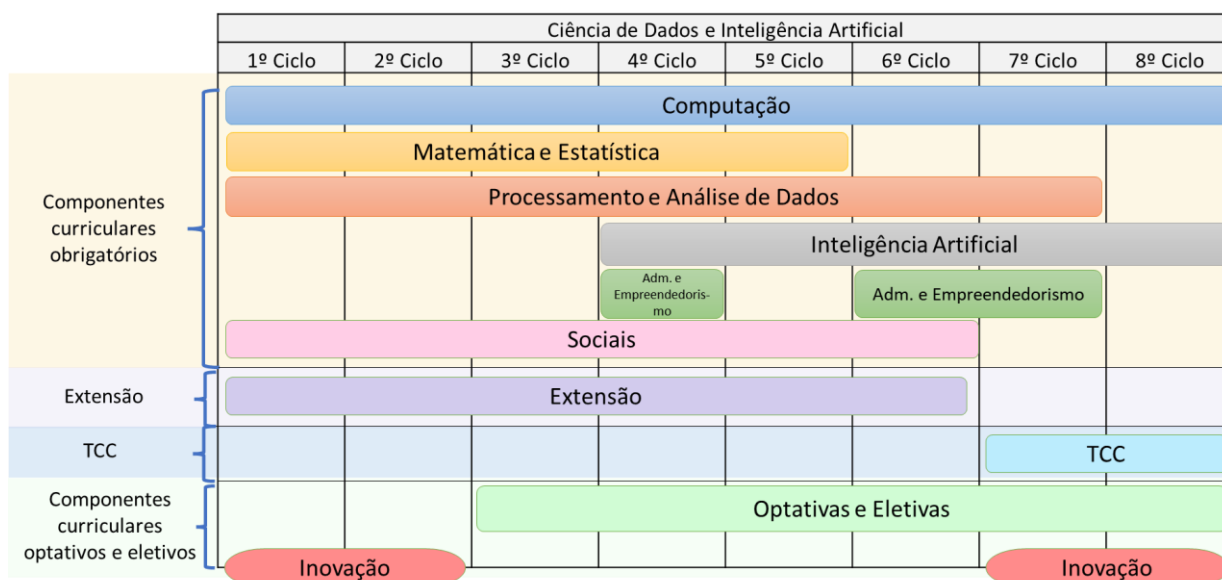 Ciência de Dados e Inteligência Artificial
1º Ciclo 2º Ciclo 3º Ciclo 4º Ciclo 5º Ciclo 6º Ciclo 7º Ciclo 8º Ciclo
Componentes
curriculares
obrigatórios
Computação
Matemática e Estatística
Processamento e Análise de Dados
Inteligência Artificial
Adm. e
Empreendedoris-
mo
Adm. e Empreendedorismo
Sociais
Extensão
Extensão
TCC
TCC
Componentes
curriculares
optativos e eletivos
Optativas e Eletivas
Inovação
Inovação